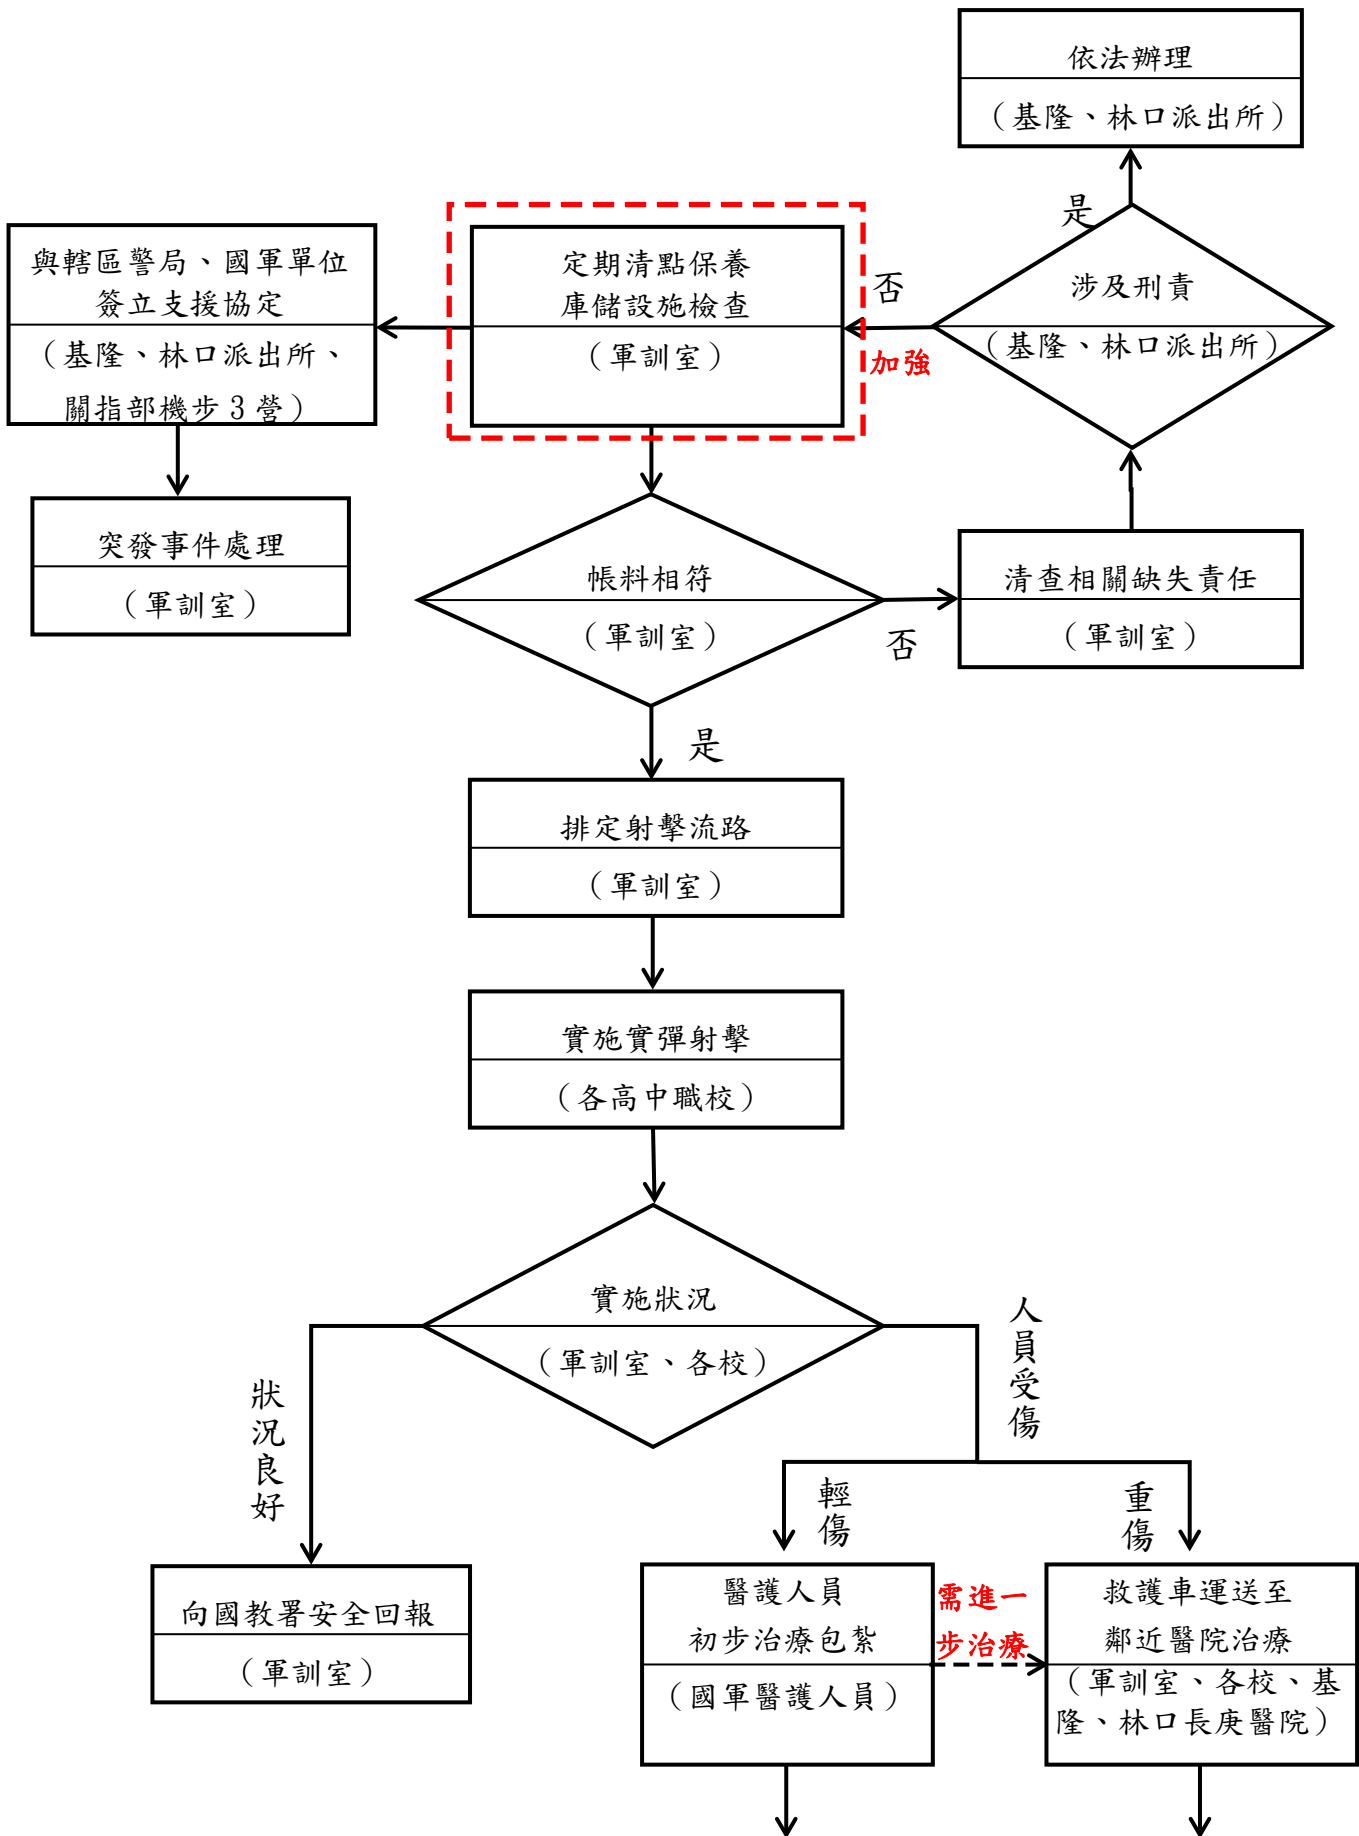 依法辦理
（基隆、林口派出所）
是
與轄區警局、國軍單位
簽立支援協定
（基隆、林口派出所、
關指部機步 3 營）
定期清點保養
庫儲設施檢查
（軍訓室）
否
加強
涉及刑責
（基隆、林口派出所）
突發事件處理
（軍訓室）
帳料相符
（軍訓室）
否
清查相關缺失責任
（軍訓室）
是
排定射擊流路
（軍訓室）
實施實彈射擊
（各高中職校）
實施狀況
（軍訓室、各校）
狀況良好
人員受傷
輕傷
重傷
向國教署安全回報
（軍訓室）
醫護人員
初步治療包紮
（國軍醫護人員）
需進一
步治療
救護車運送至
鄰近醫院治療
（軍訓室、各校、基
隆、林口長庚醫院）